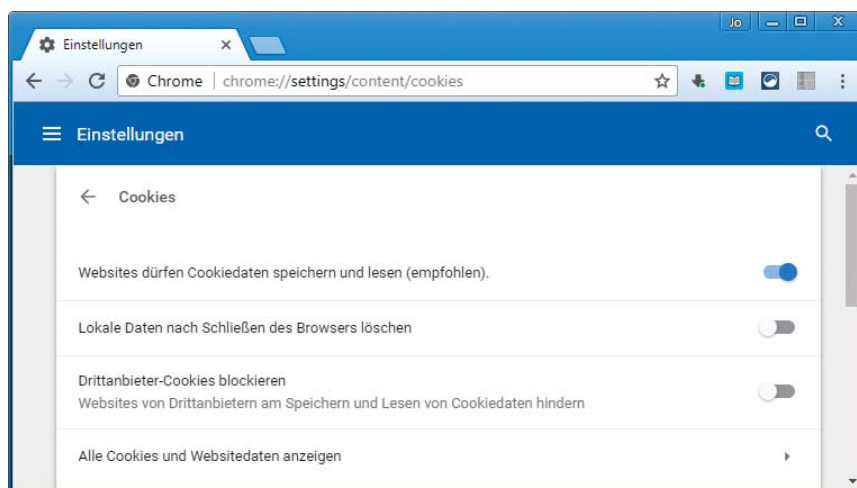 Jo
Einstellungen
Chrome | chrome://settings/content/cookies
Einstellungen
Cookies
Websites dürfen Cookiedaten speichern und lesen (empfohlen).
Lokale Daten nach Schließen des Browsers löschen
Drittanbieter-Cookies blockieren
Websites von Drittanbietern am Speichern und Lesen von Cookiedaten hindern
Alle Cookies und Websitedaten anzeigen